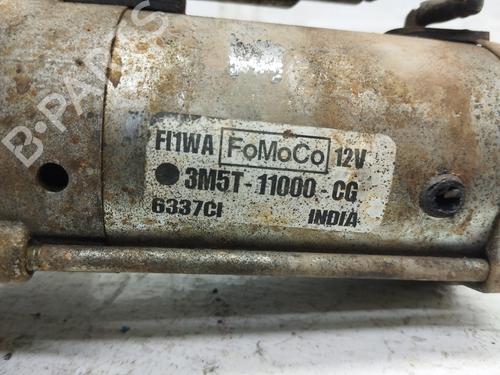 B-PARTS
FI1WA FoMoCo 12V
3M5T-11000-CG
6337CI INDIA